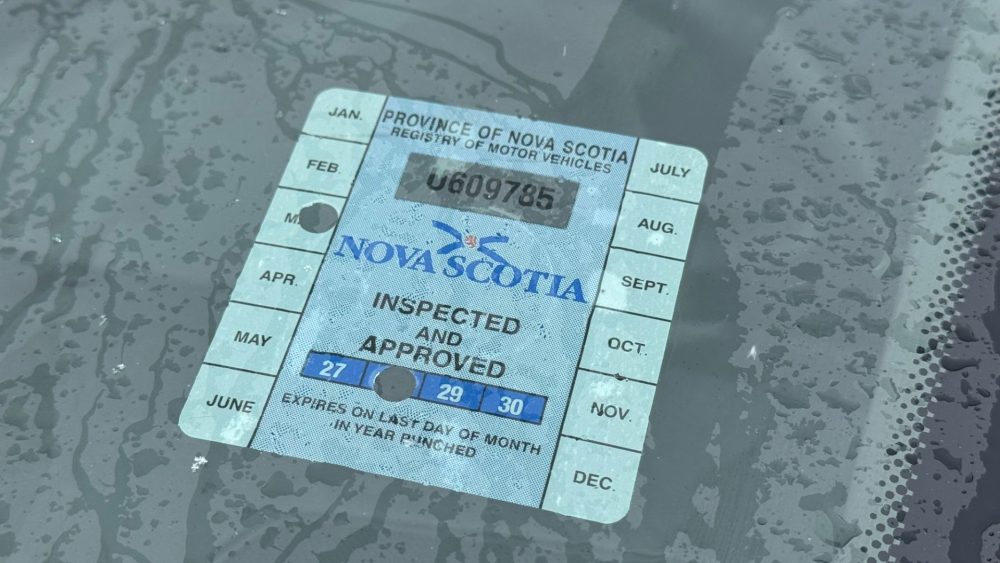 JAN.
FEB.
M
APR.
MAY
JUNE
PROVINCE OF NOVA SCOTIA
REGISTRY OF MOTOR VEHICLES
U609785
NOVA SCOTIA
INSPECTED
AND
APPROVED
27 29 30
EXPIRES ON LAST DAY OF MONTH
IN YEAR PUNCHED
JULY
AUG.
SEPT.
OCT.
NOV.
DEC.